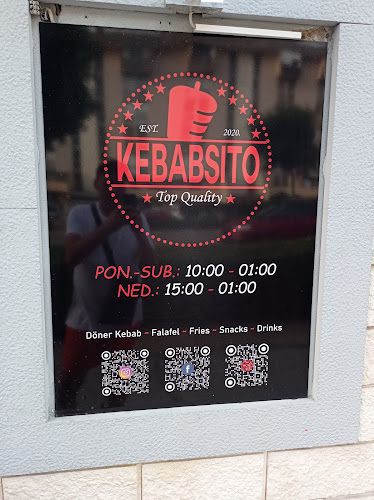 EST. 2020.
KEBABSITO
Top Quality
PON.-SUB.: 10:00 - 01:00
NED.: 15:00 - 01:00
Döner Kebab - Falafel - Fries - Snacks - Drinks